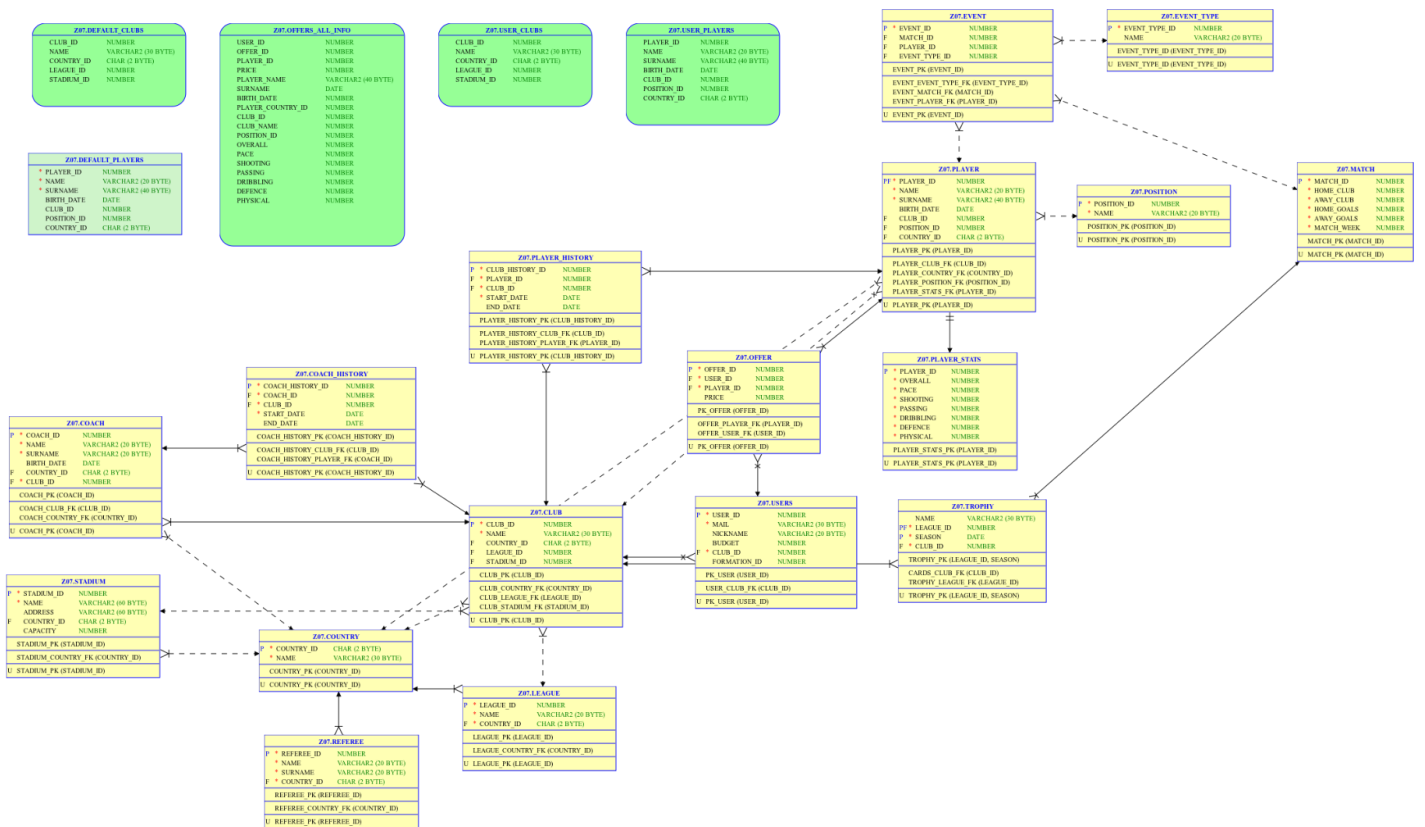 Z07.DEFAULT_CLUBS
CLUB_ID NUMBER
NAME VARCHAR2 (30 BYTE)
COUNTRY_ID CHAR (2 BYTE)
LEAGUE_ID NUMBER
STADIUM_ID NUMBER
Z07.OFFERS_ALL_INFO
USER_ID NUMBER
OFFER_ID NUMBER
PLAYER_ID NUMBER
PRICE NUMBER
PLAYER_NAME VARCHAR2 (40 BYTE)
SURNAME DATE
BIRTH_DATE NUMBER
PLAYER_COUNTRY_ID NUMBER
CLUB_ID NUMBER
CLUB_NAME NUMBER
POSITION_ID NUMBER
OVERALL NUMBER
PACE NUMBER
SHOOTING NUMBER
PASSING NUMBER
DRIBBLING NUMBER
DEFENCE NUMBER
PHYSICAL NUMBER
Z07.USER_CLUBS
CLUB_ID NUMBER
NAME VARCHAR2 (30 BYTE)
COUNTRY_ID CHAR (2 BYTE)
LEAGUE_ID NUMBER
STADIUM_ID NUMBER
Z07.USER_PLAYERS
PLAYER_ID NUMBER
NAME VARCHAR2 (20 BYTE)
SURNAME VARCHAR2 (40 BYTE)
BIRTH_DATE DATE
CLUB_ID NUMBER
POSITION_ID NUMBER
COUNTRY_ID CHAR (2 BYTE)
Z07.EVENT
P * EVENT_ID NUMBER
F MATCH_ID NUMBER
F PLAYER_ID NUMBER
F EVENT_TYPE_ID NUMBER
EVENT_PK (EVENT_ID)
EVENT_EVENT_TYPE_FK (EVENT_TYPE_ID)
EVENT_MATCH_FK (MATCH_ID)
EVENT_PLAYER_FK (PLAYER_ID)
U EVENT_PK (EVENT_ID)
Z07.EVENT_TYPE
P * EVENT_TYPE_ID NUMBER
NAME VARCHAR2 (20 BYTE)
EVENT_TYPE_ID (EVENT_TYPE_ID)
U EVENT_TYPE_ID (EVENT_TYPE_ID)
Z07.DEFAULT_PLAYERS
* PLAYER_ID NUMBER
* NAME VARCHAR2 (20 BYTE)
* SURNAME VARCHAR2 (40 BYTE)
BIRTH_DATE DATE
CLUB_ID NUMBER
POSITION_ID NUMBER
COUNTRY_ID CHAR (2 BYTE)
Z07.PLAYER
PF * PLAYER_ID NUMBER
* NAME VARCHAR2 (20 BYTE)
* SURNAME VARCHAR2 (40 BYTE)
BIRTH_DATE DATE
F CLUB_ID NUMBER
F POSITION_ID NUMBER
F COUNTRY_ID CHAR (2 BYTE)
PLAYER_PK (PLAYER_ID)
PLAYER_CLUB_FK (CLUB_ID)
PLAYER_COUNTRY_FK (COUNTRY_ID)
PLAYER_POSITION_FK (POSITION_ID)
PLAYER_STATS_FK (PLAYER_ID)
U PLAYER_PK (PLAYER_ID)
Z07.POSITION
P * POSITION_ID NUMBER
* NAME VARCHAR2 (20 BYTE)
POSITION_PK (POSITION_ID)
U POSITION_PK (POSITION_ID)
Z07.MATCH
P * MATCH_ID NUMBER
* HOME_CLUB NUMBER
* AWAY_CLUB NUMBER
* HOME_GOALS NUMBER
* AWAY_GOALS NUMBER
* MATCH_WEEK NUMBER
MATCH_PK (MATCH_ID)
U MATCH_PK (MATCH_ID)
Z07.PLAYER_HISTORY
P * CLUB_HISTORY_ID NUMBER
F * PLAYER_ID NUMBER
F * CLUB_ID NUMBER
* START_DATE DATE
END_DATE DATE
PLAYER_HISTORY_PK (CLUB_HISTORY_ID)
PLAYER_HISTORY_CLUB_FK (CLUB_ID)
PLAYER_HISTORY_PLAYER_FK (PLAYER_ID)
U PLAYER_HISTORY_PK (CLUB_HISTORY_ID)
Z07.OFFER
P * OFFER_ID NUMBER
F * USER_ID NUMBER
F * PLAYER_ID NUMBER
PRICE NUMBER
PK_OFFER (OFFER_ID)
OFFER_PLAYER_FK (PLAYER_ID)
OFFER_USER_FK (USER_ID)
U PK_OFFER (OFFER_ID)
Z07.PLAYER_STATS
P * PLAYER_ID NUMBER
* OVERALL NUMBER
* PACE NUMBER
* SHOOTING NUMBER
* PASSING NUMBER
* DRIBBLING NUMBER
* DEFENCE NUMBER
* PHYSICAL NUMBER
PLAYER_STATS_PK (PLAYER_ID)
U PLAYER_STATS_PK (PLAYER_ID)
Z07.COACH_HISTORY
P * COACH_HISTORY_ID NUMBER
F * COACH_ID NUMBER
F * CLUB_ID NUMBER
* START_DATE DATE
END_DATE DATE
COACH_HISTORY_PK (COACH_HISTORY_ID)
COACH_HISTORY_CLUB_FK (CLUB_ID)
COACH_HISTORY_PLAYER_FK (COACH_ID)
U COACH_HISTORY_PK (COACH_HISTORY_ID)
Z07.COACH
P * COACH_ID NUMBER
* NAME VARCHAR2 (20 BYTE)
* SURNAME VARCHAR2 (20 BYTE)
BIRTH_DATE DATE
F COUNTRY_ID CHAR (2 BYTE)
F * CLUB_ID NUMBER
COACH_PK (COACH_ID)
COACH_CLUB_FK (CLUB_ID)
COACH_COUNTRY_FK (COUNTRY_ID)
U COACH_PK (COACH_ID)
Z07.CLUB
P * CLUB_ID NUMBER
* NAME VARCHAR2 (30 BYTE)
F COUNTRY_ID CHAR (2 BYTE)
F LEAGUE_ID NUMBER
F STADIUM_ID NUMBER
CLUB_PK (CLUB_ID)
CLUB_COUNTRY_FK (COUNTRY_ID)
CLUB_LEAGUE_FK (LEAGUE_ID)
CLUB_STADIUM_FK (STADIUM_ID)
U CLUB_PK (CLUB_ID)
Z07.USERS
P * USER_ID NUMBER
* MAIL VARCHAR2 (30 BYTE)
NICKNAME VARCHAR2 (20 BYTE)
BUDGET NUMBER
F * CLUB_ID NUMBER
FORMATION_ID NUMBER
PK_USER (USER_ID)
USER_CLUB_FK (CLUB_ID)
U PK_USER (USER_ID)
Z07.TROPHY
NAME VARCHAR2 (30 BYTE)
PF * LEAGUE_ID NUMBER
P * SEASON DATE
F * CLUB_ID NUMBER
TROPHY_PK (LEAGUE_ID, SEASON)
CARDS_CLUB_FK (CLUB_ID)
TROPHY_LEAGUE_FK (LEAGUE_ID)
U TROPHY_PK (LEAGUE_ID, SEASON)
Z07.STADIUM
P * STADIUM_ID NUMBER
* NAME VARCHAR2 (60 BYTE)
ADDRESS VARCHAR2 (60 BYTE)
F COUNTRY_ID CHAR (2 BYTE)
CAPACITY NUMBER
STADIUM_PK (STADIUM_ID)
STADIUM_COUNTRY_FK (COUNTRY_ID)
U STADIUM_PK (STADIUM_ID)
Z07.COUNTRY
P * COUNTRY_ID CHAR (2 BYTE)
* NAME VARCHAR2 (30 BYTE)
COUNTRY_PK (COUNTRY_ID)
U COUNTRY_PK (COUNTRY_ID)
Z07.LEAGUE
P * LEAGUE_ID NUMBER
* NAME VARCHAR2 (20 BYTE)
F * COUNTRY_ID CHAR (2 BYTE)
LEAGUE_PK (LEAGUE_ID)
LEAGUE_COUNTRY_FK (COUNTRY_ID)
U LEAGUE_PK (LEAGUE_ID)
Z07.REFEREE
P * REFEREE_ID NUMBER
* NAME VARCHAR2 (20 BYTE)
* SURNAME VARCHAR2 (20 BYTE)
F * COUNTRY_ID CHAR (2 BYTE)
REFEREE_PK (REFEREE_ID)
REFEREE_COUNTRY_FK (COUNTRY_ID)
U REFEREE_PK (REFEREE_ID)